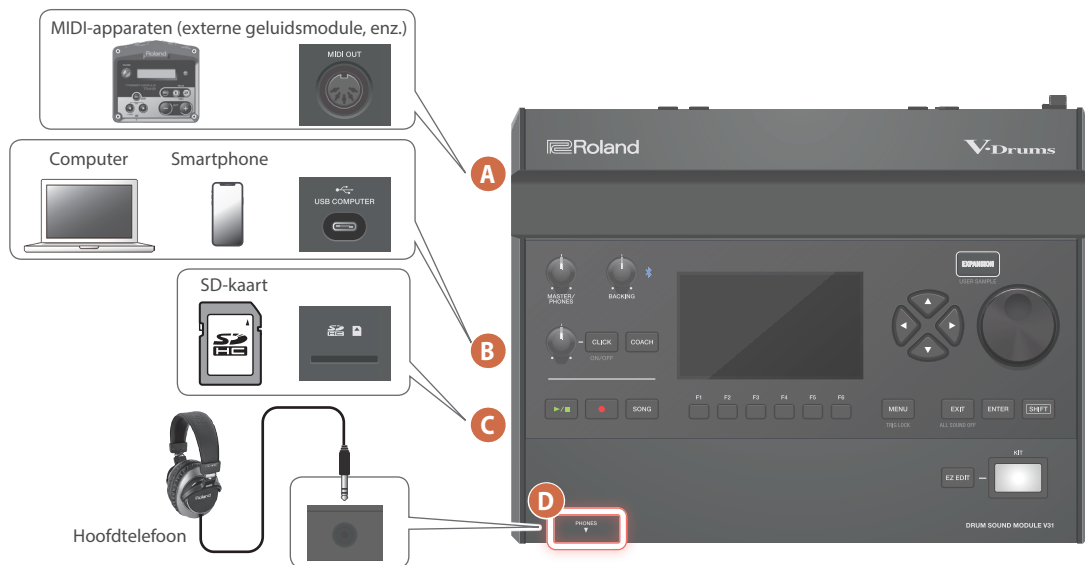 MIDI-apparaten (externe geluidsmodule, enz.)
Roland
MIDI OUT
A
Computer
Smartphone
USB COMPUTER
B
SD-kaart
SD
HC
SD
HC
C
Roland
Hoofdtelefoon
D
Roland
V-Drums
MASTER/
PHONES
BACKING
CLICK
COACH
ON/OFF
SONG
F1
F2
F3
F4
F5
F6
EXPANSION
USER SAMPLE
MENU
TRIG LOCK
EXIT
ALL SOUND OFF
ENTER
SHIFT
KIT
EZ EDIT
PHONES
DRUM SOUND MODULE V31